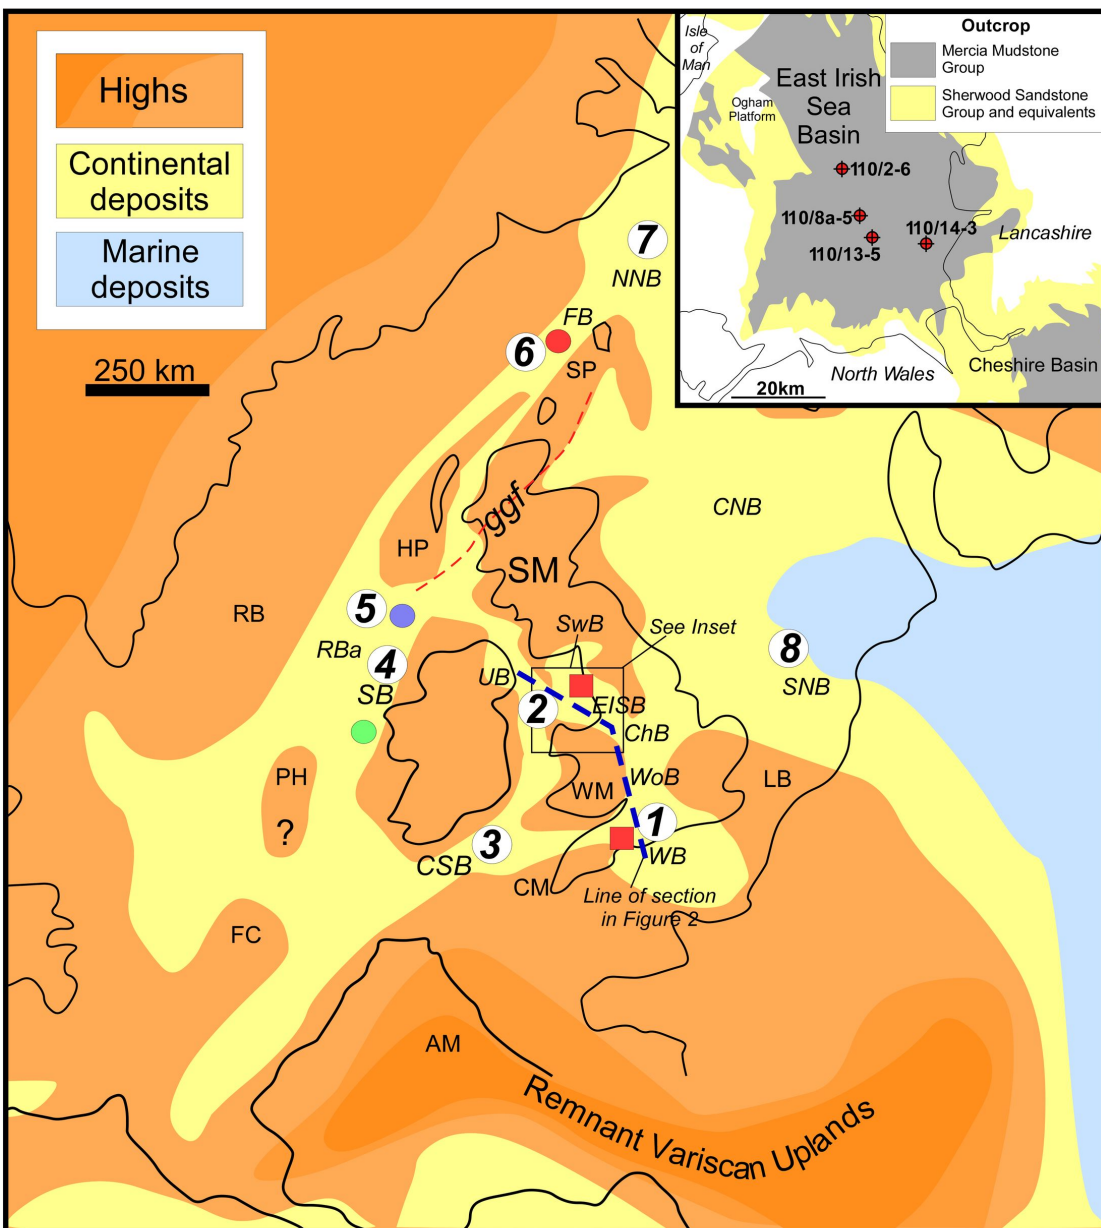 Highs
Continental
deposits
Marine
deposits
250 km
Isle
of
Man
Ogham
Platform
East Irish
Sea
Basin
Outcrop
Mercia Mudstone
Group
Sherwood Sandstone
Group and equivalents
110/2-6
110/8a-5
110/14-3
110/13-5
Lancashire
North Wales
Cheshire Basin
20km
7
NNB
FB
6
SP
ggf
CNB
HP
SM
RB
5
RBa
4
SB
SwB
See Inset
8
SNB
UB
2
EISB
ChB
PH
?
WM
WoB
LB
1
3
CSB
WB
CM
Line of section
in Figure 2
FC
AM
Remnant Variscan Uplands